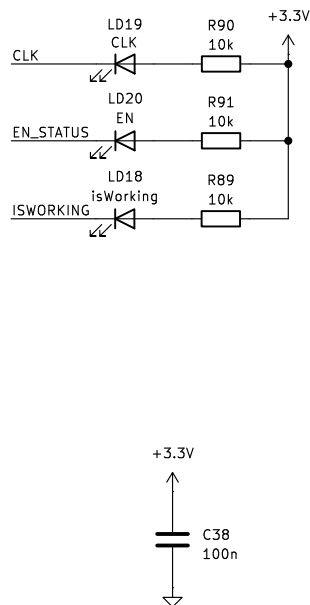 LD19
CLK
R90
10k
+3.3V
CLK
LD20
EN
R91
10k
EN_STATUS
LD18
isWorking
R89
10k
ISWORKING
+3.3V
C38
100n